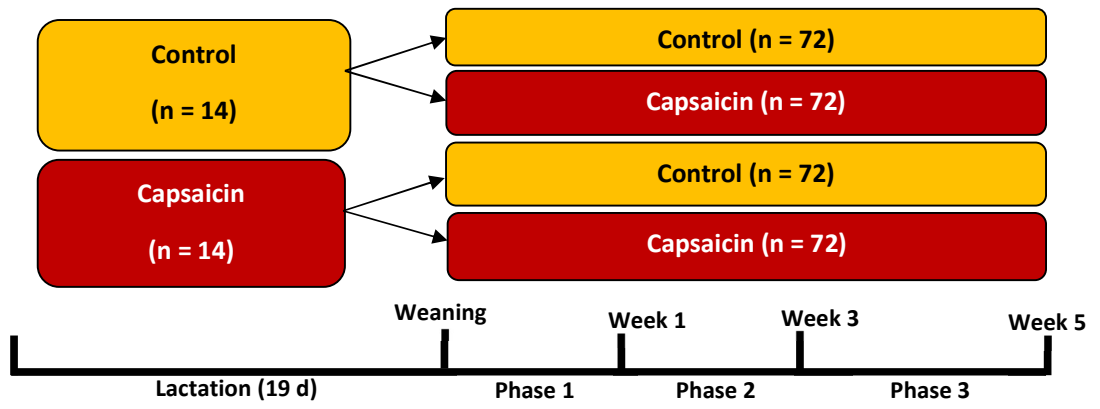 Control
(n = 14)
Control (n = 72)
Capsaicin (n = 72)
Capsaicin
(n = 14)
Control (n = 72)
Capsaicin (n = 72)
Weaning
Week 1
Week 3
Week 5
Lactation (19 d)
Phase 1
Phase 2
Phase 3